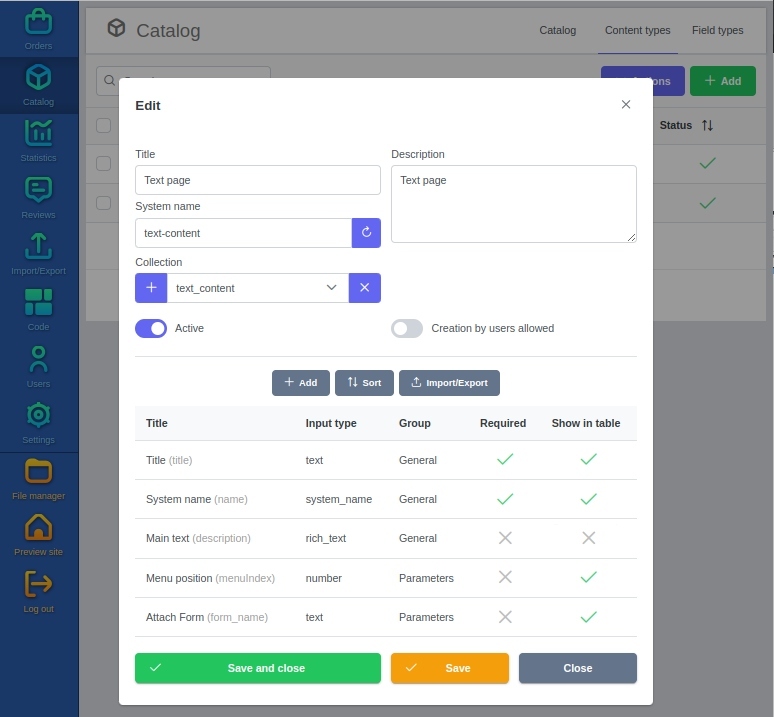 Orders
Catalog
Statistics
Reviews
Import/Export
Code
Users
Settings
File manager
Preview site
Log out
Catalog
Catalog Content types Field types
Add
Status
Edit
Title
Text page
Description
Text page
System name
text-content
Collection
text_content
Active
Creation by users allowed
Add Sort Import/Export
Title Input type Group Required Show in table
Title (title) text General
System name (name) system_name General
Main text (description) rich_text General
Menu position (menuIndex) number Parameters
Attach Form (form_name) text Parameters
Save and close Save Close